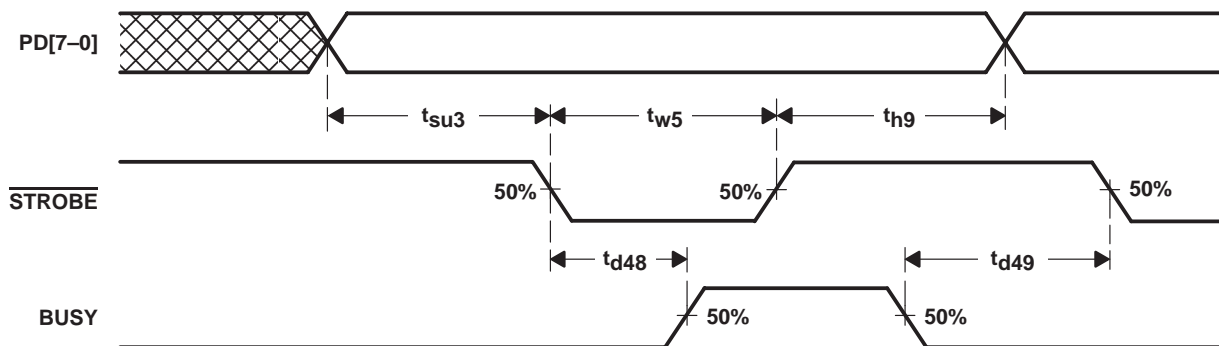 PD[7–0]
tsu3 tw5 th9
STROBE 50% 50% 50%
td48 td49
BUSY 50% 50%